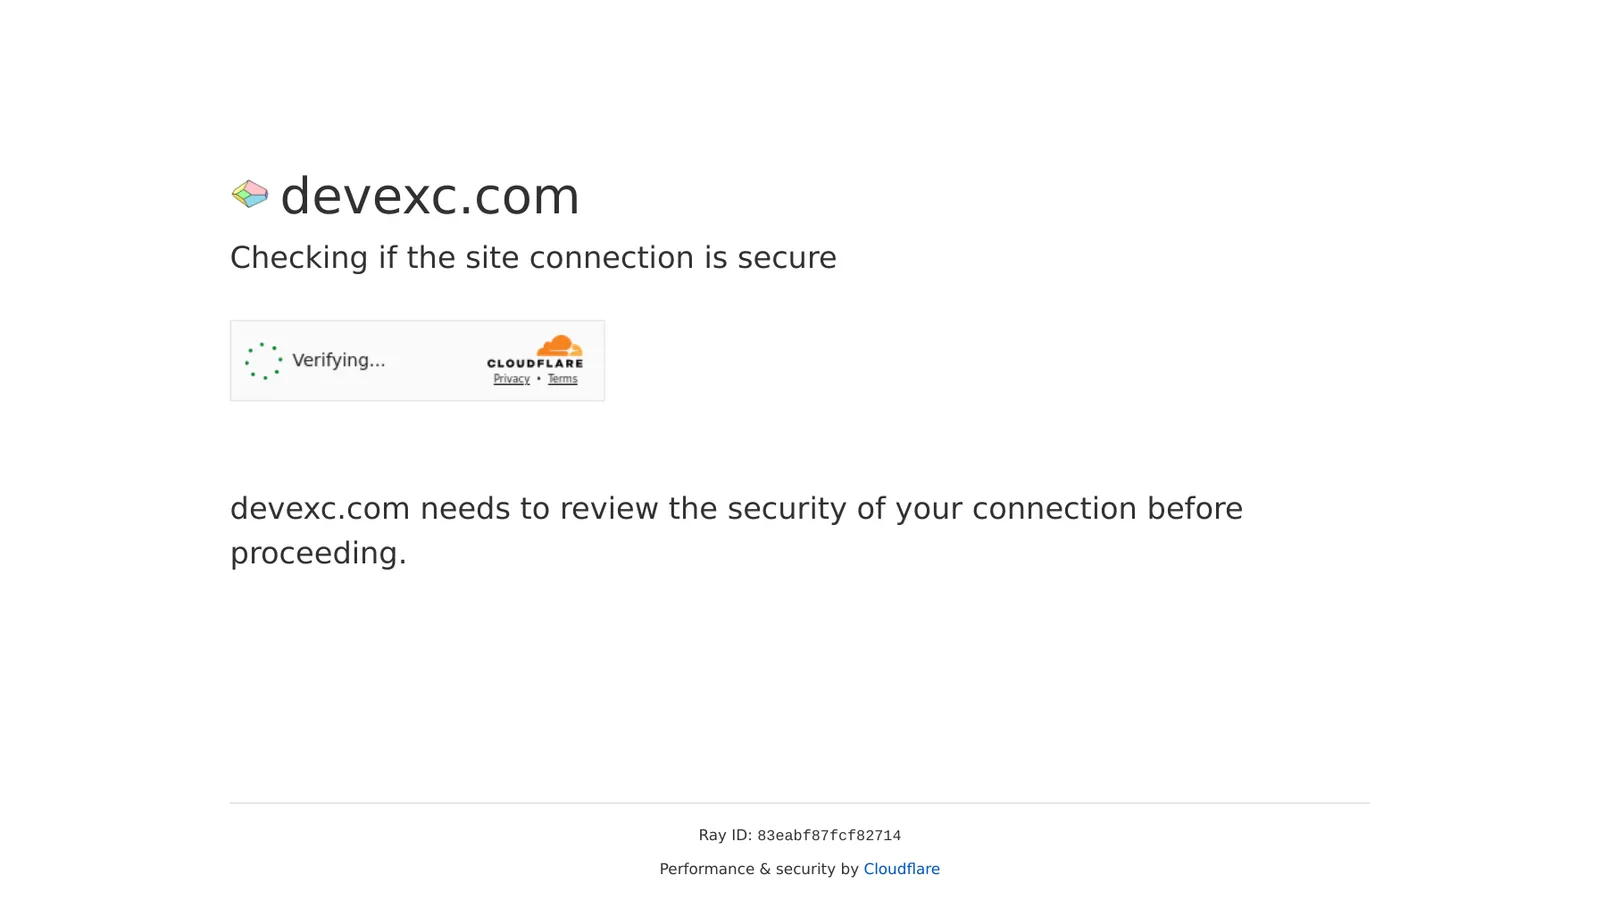 devexc.com
Checking if the site connection is secure
Verifying...
CLOUDFLARE
Privacy • Terms
devexc.com needs to review the security of your connection before
proceeding.
Ray ID: 83eabf87fcf82714
Performance & security by Cloudflare